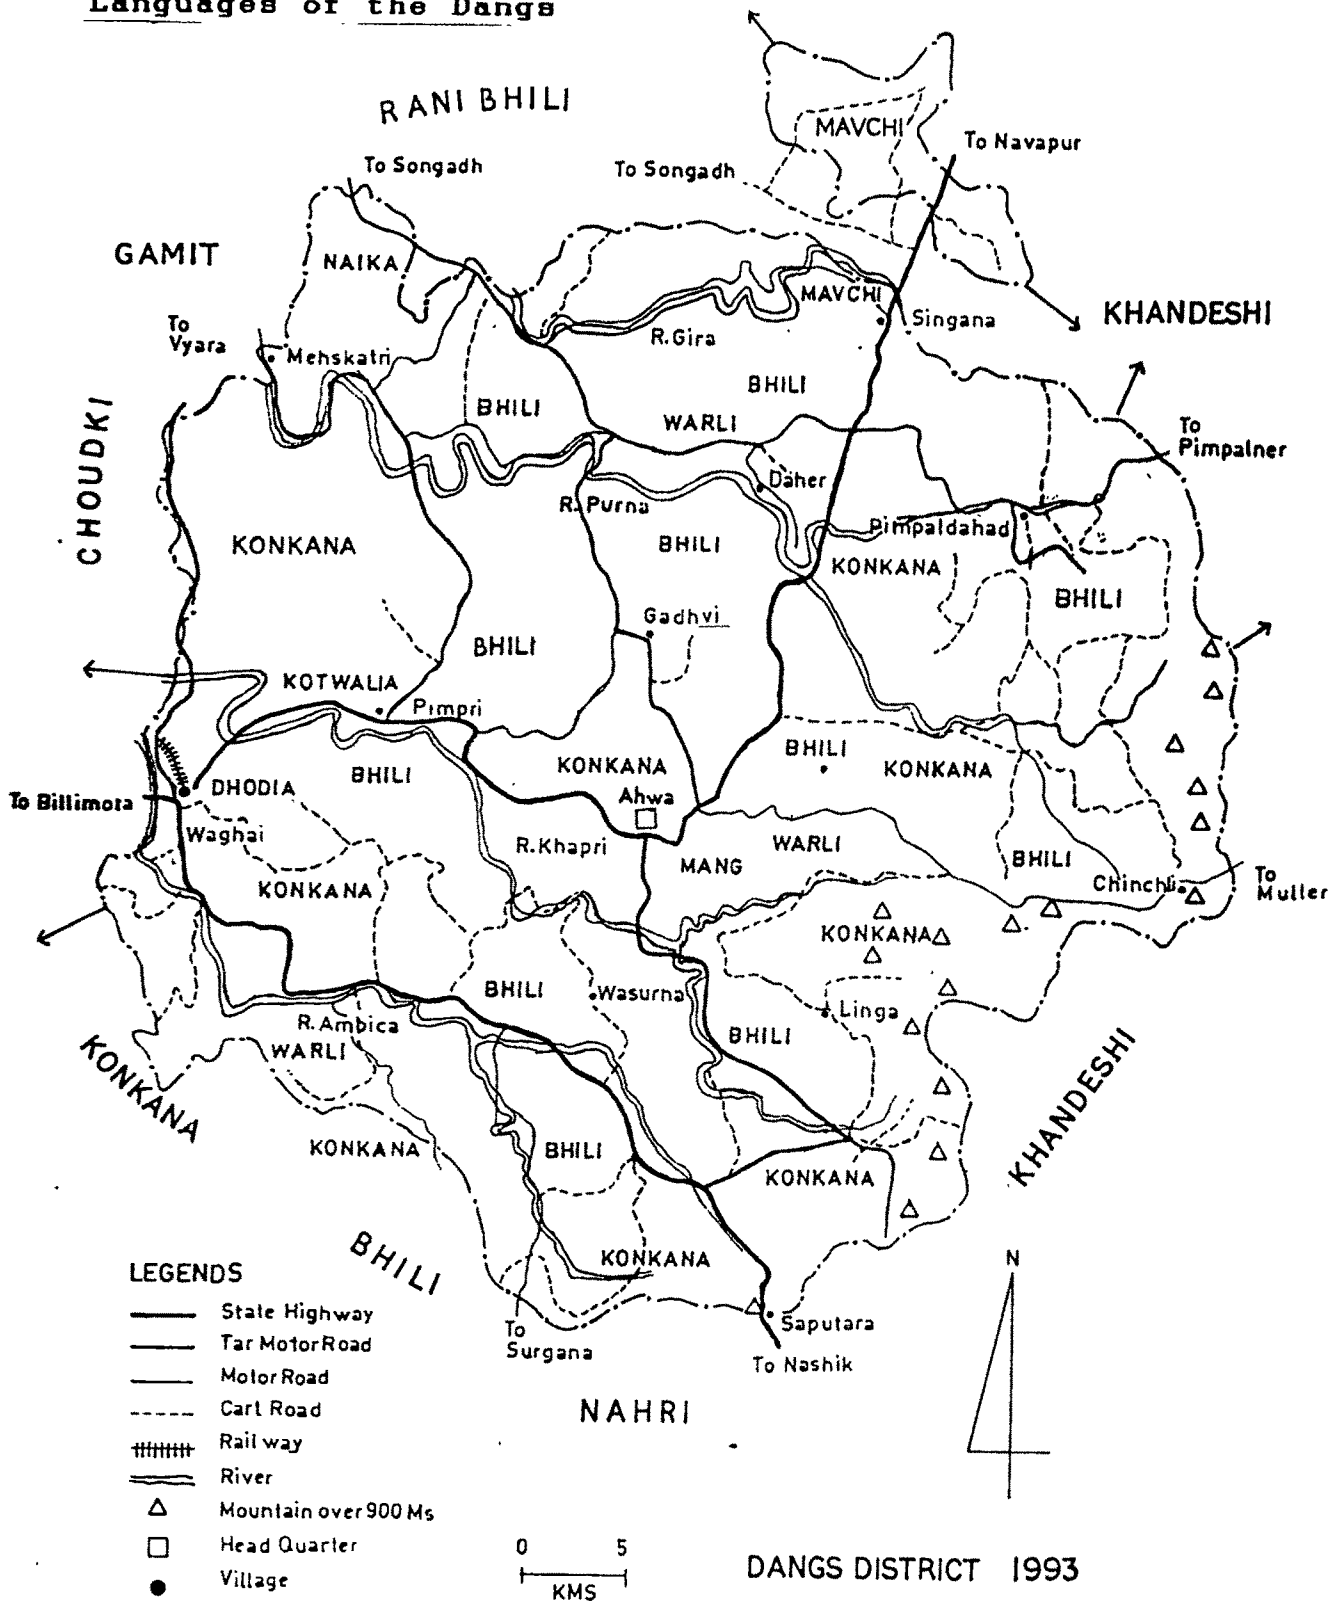 Languages of the Dangs
RANI BHILI
MAVCHI
To Navapur
To Songadh
To Songadh
GAMIT
NAIKA
MAVCHI
KHANDESHI
To
Vyara
Singana
R.Gira
Mehskatri
BHILI
BHILI
WARLI
CHOUDKI
To
Pimpalner
Daher
R. Purna
Pimpaldahad
KONKANA
BHILI
KONKANA
BHILI
Gadhvi
BHILI
KOTWALIA
Pimpri
BHILI
KONKANA
KONKANA
BHILI
DHODIA
Ahwa
To Billimora
Waghai
R.Khapri
WARLI
MANG
BHILI
Chinchli
To
Muller
KONKANA
KONKANA
BHILI
Wasurna
Linga
R.Ambica
WARLI
BHILI
KONKANA
KHANDESHI
KONKANA
BHILI
KONKANA
BHILI
KONKANA
N
LEGENDS
State Highway
Tar Motor Road
Motor Road
Cart Road
Rail way
River
Mountain over 900 Ms
Head Quarter
Village
To
Surgana
Saputara
To Nashik
NAHRI
0 5
KMS
DANGS DISTRICT 1993